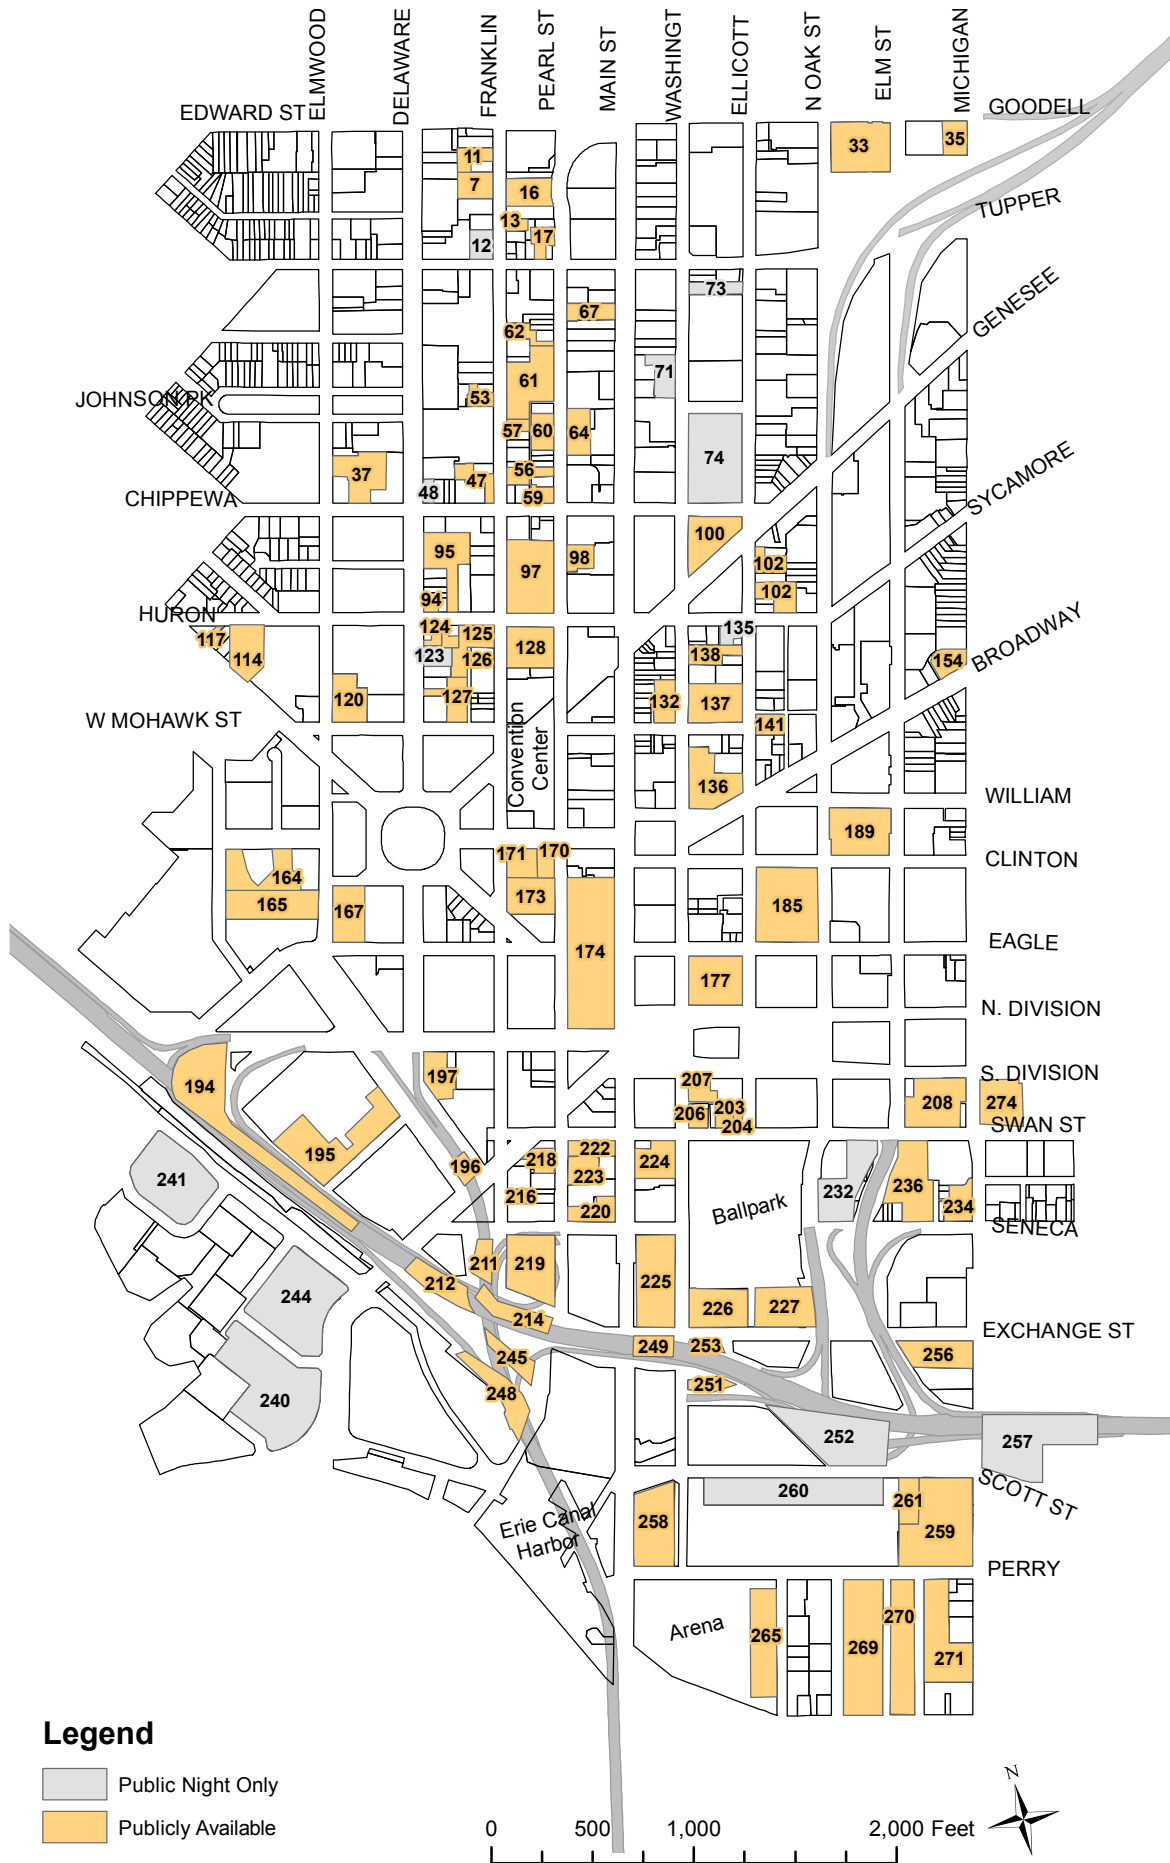 ELMWOOD
DELAWARE
FRANKLIN
PEARL ST
MAIN ST
WASHINGT
ELLICOTT
N OAK ST
ELM ST
MICHIGAN
EDWARD ST
GOODELL
11
7
16
33
35
13
17
12
TUPPER
73
67
62
GENESEE
61
71
JOHNSON PK
53
57
60
64
74
37
56
47
48
59
CHIPPEWA
SYCAMORE
95
97
98
100
102
102
94
HURON
117
114
124
125
123
126
128
135
138
BROADWAY
154
120
127
132
137
W MOHAWK ST
141
Convention
Center
136
WILLIAM
189
CLINTON
171
170
164
165
167
173
185
174
EAGLE
177
N. DIVISION
194
197
207
S. DIVISION
206
203
204
208
274
SWAN ST
195
196
218
222
223
224
216
220
241
Ballpark
232
236
234
SENECA
211
219
212
225
244
214
226
227
EXCHANGE ST
245
249
253
256
248
251
240
252
257
260
261
SCOTT ST
258
259
Erie Canal
Harbor
PERRY
Arena
265
269
270
271
Legend
Public Night Only
Publicly Available
N
0 500 1,000 2,000 Feet